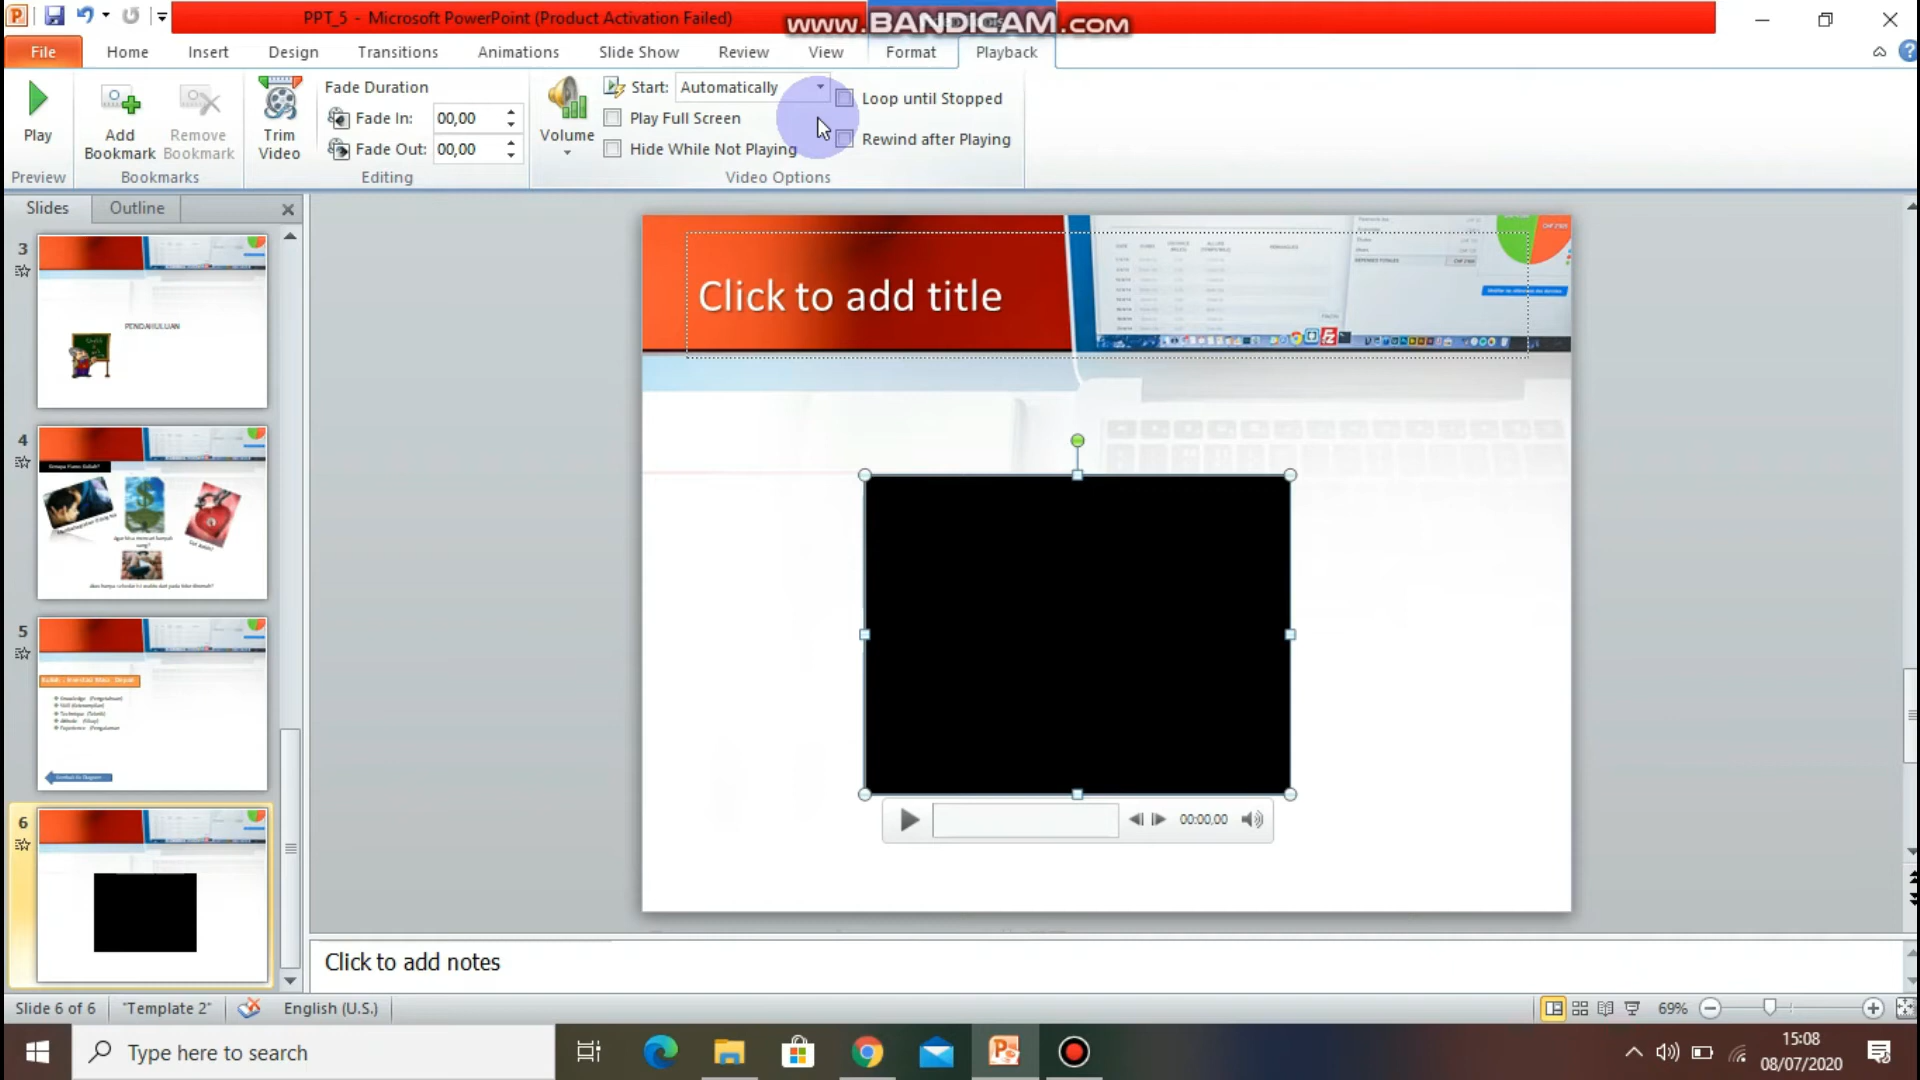 PPT_5 - Microsoft PowerPoint (Product Activation Failed)
www.BANDICAM.com
File
Home
Insert
Design
Transitions
Animations
Slide Show
Review
View
Format
Playback
Play
Add Bookmark
Remove Bookmark
Trim Video
Fade Duration
Fade In: 00,00
Fade Out: 00,00
Volume
Start: Automatically
Play Full Screen
Hide While Not Playing
Loop until Stopped
Rewind after Playing
Preview
Bookmarks
Editing
Video Options
Slides
Outline
3
PENDAHULUAN
4
5
6
Click to add title
00:00,00
Click to add notes
Slide 6 of 6
"Template 2"
English (U.S.)
69%
Type here to search
15:08
08/07/2020